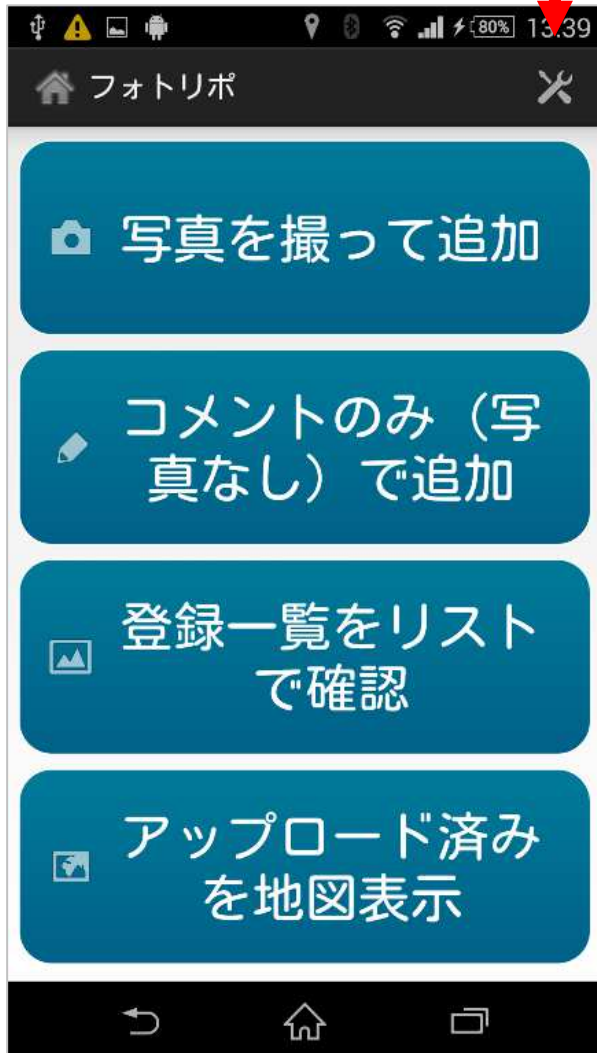 80% 13:39
フォトリポ
写真を撮って追加
コメントのみ（写
真なし）で追加
登録一覧をリスト
で確認
アップロード済み
を地図表示